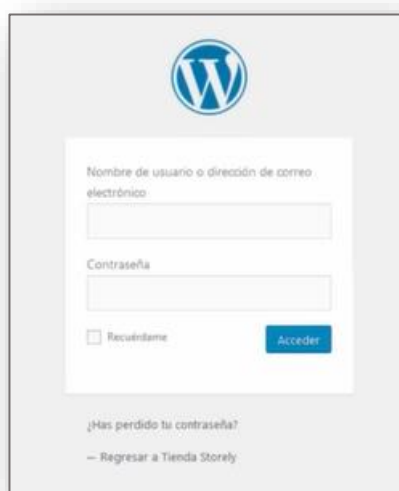 Nombre de usuario o dirección de correo
electrónico
Contraseña
Recuérdame
Acceder
¿Has perdido tu contraseña?
— Regresar a Tienda Storely